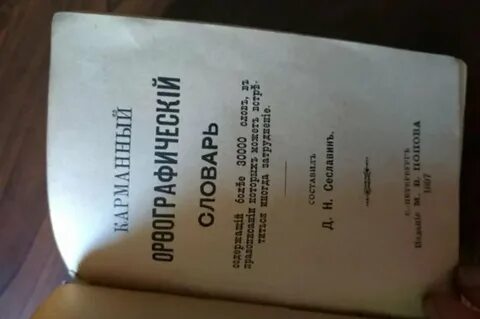 КАРМАННЫЙ
ОРѲОГРАФИЧЕСКІЙ
СЛОВАРЬ
содержащій болѣе 30000 словъ, въ
правописаніи которыхъ можетъ встрѣ-
титься иногда затрудненіе.
СОСТАВИЛЪ
Д. Н. Сеславинъ.
С.-ПЕТЕРБУРГЪ
Изданіе М. В. ПОПОВА
1897